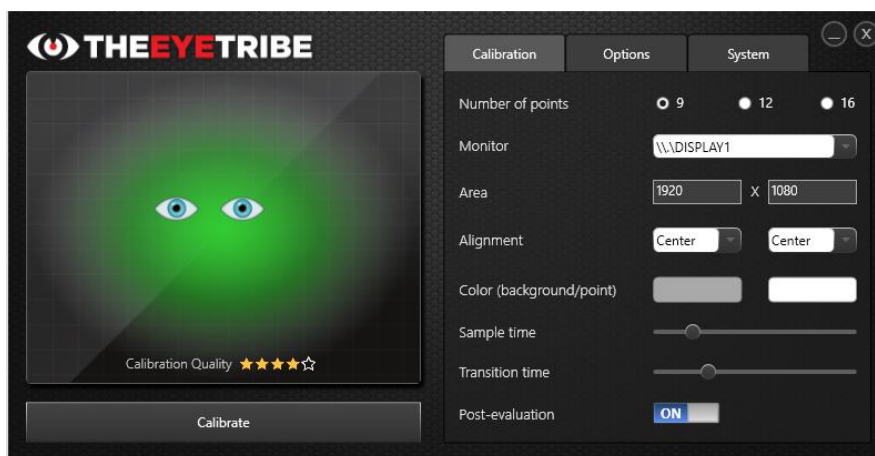 THEEYETRIBE
Calibration Quality
Calibrate
Calibration Options System
X
Number of points 9 12 16
Monitor \\.\DISPLAY1
Area 1920 X 1080
Alignment Center Center
Color (background/point)
Sample time
Transition time
Post-evaluation ON